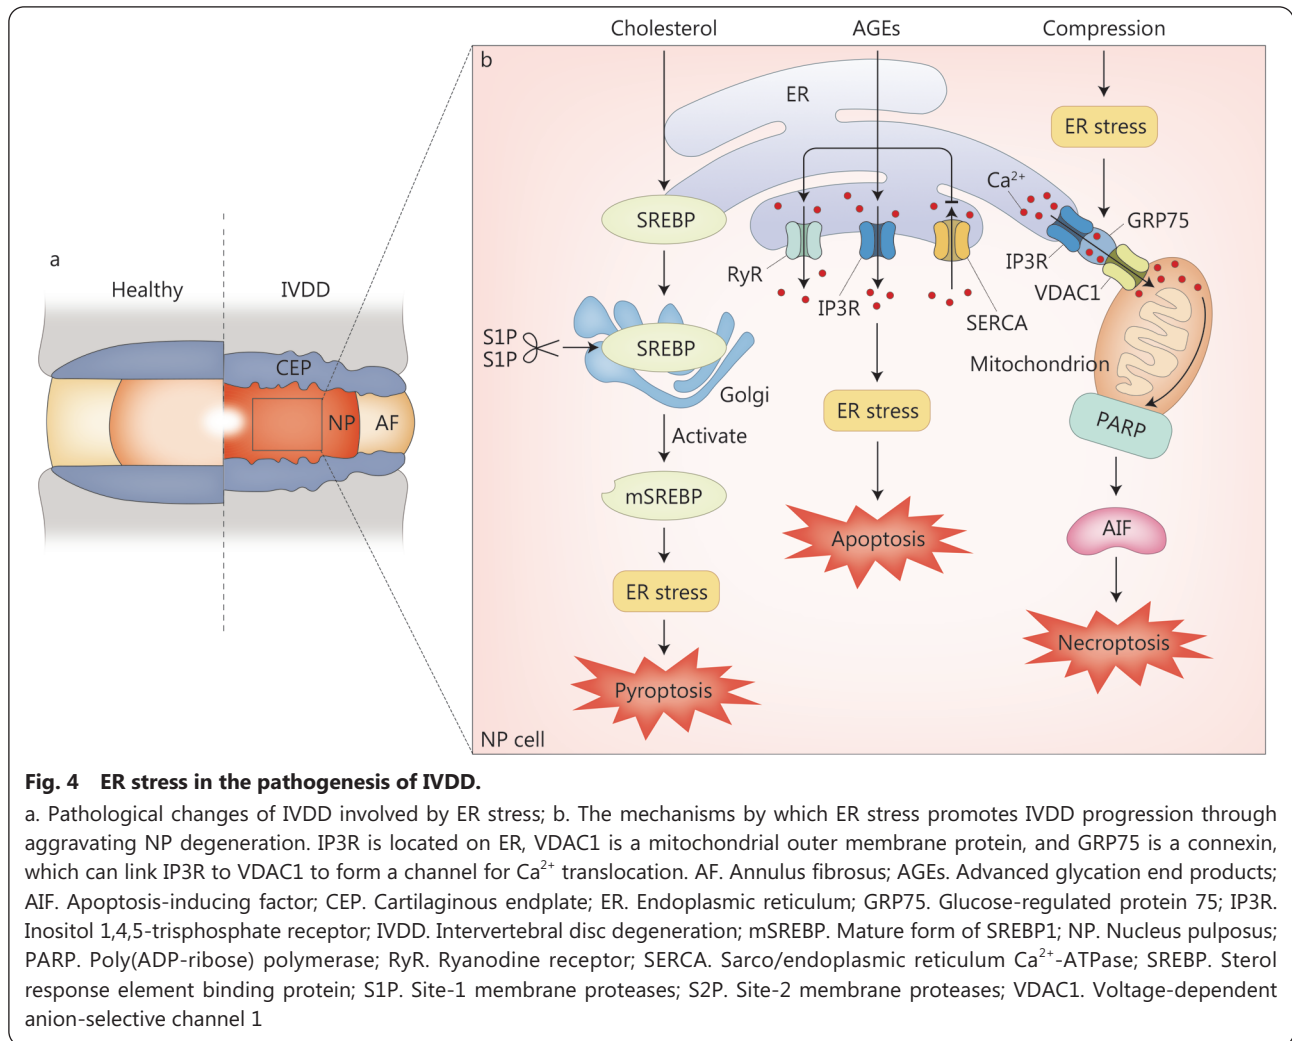 Cholesterol
AGEs
Compression
b
ER
ER stress
Ca²⁺
GRP75
SREBP
IP3R
RyR
VDAC1
IP3R
SERCA
a
Healthy
IVDD
S1P
S1P
SREBP
Mitochondrion
CEP
Golgi
NP
AF
ER stress
PARP
Activate
mSREBP
AIF
Apoptosis
ER stress
Necroptosis
Pyroptosis
NP cell
Fig. 4 ER stress in the pathogenesis of IVDD.
a. Pathological changes of IVDD involved by ER stress; b. The mechanisms by which ER stress promotes IVDD progression through
aggravating NP degeneration. IP3R is located on ER, VDAC1 is a mitochondrial outer membrane protein, and GRP75 is a connexin,
which can link IP3R to VDAC1 to form a channel for Ca²⁺ translocation. AF. Annulus fibrosus; AGEs. Advanced glycation end products;
AIF. Apoptosis-inducing factor; CEP. Cartilaginous endplate; ER. Endoplasmic reticulum; GRP75. Glucose-regulated protein 75; IP3R.
Inositol 1,4,5-trisphosphate receptor; IVDD. Intervertebral disc degeneration; mSREBP. Mature form of SREBP1; NP. Nucleus pulposus;
PARP. Poly(ADP-ribose) polymerase; RyR. Ryanodine receptor; SERCA. Sarco/endoplasmic reticulum Ca²⁺-ATPase; SREBP. Sterol
response element binding protein; S1P. Site-1 membrane proteases; S2P. Site-2 membrane proteases; VDAC1. Voltage-dependent
anion-selective channel 1